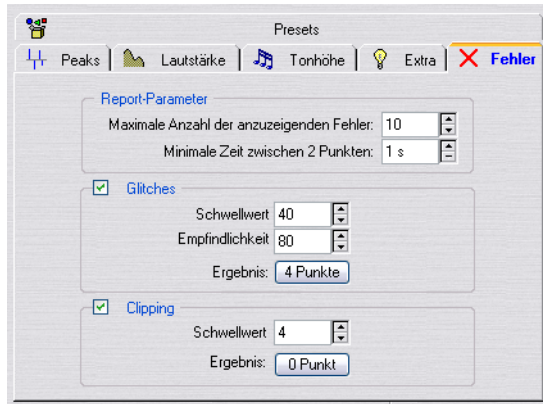 Presets
Peaks Lautstärke Tonhöhe Extra Fehler
Report-Parameter
Maximale Anzahl der anzuzeigenden Fehler: 10
Minimale Zeit zwischen 2 Punkten: 1 s
Glitches
Schwellwert 40
Empfindlichkeit 80
Ergebnis: 4 Punkte
Clipping
Schwellwert 4
Ergebnis: 0 Punkt